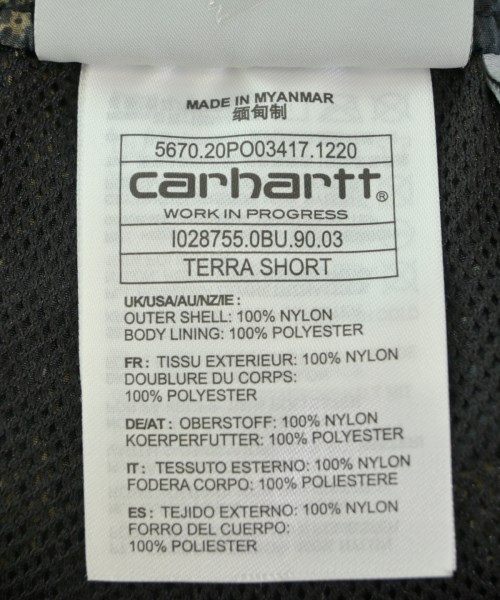 MADE IN MYANMAR
缅甸制
5670.20PO03417.1220
carhartt®
WORK IN PROGRESS
I028755.0BU.90.03
TERRA SHORT
UK/USA/AU/NZ/IE :
OUTER SHELL: 100% NYLON
BODY LINING: 100% POLYESTER
FR : TISSU EXTERIEUR: 100% NYLON
DOUBLURE DU CORPS:
100% POLYESTER
DE/AT : OBERSTOFF: 100% NYLON
KOERPERFUTTER: 100% POLYESTER
IT : TESSUTO ESTERNO: 100% NYLON
FODERA CORPO: 100% POLIESTERE
ES : TEJIDO EXTERNO: 100% NYLON
FORRO DEL CUERPO:
100% POLIESTER